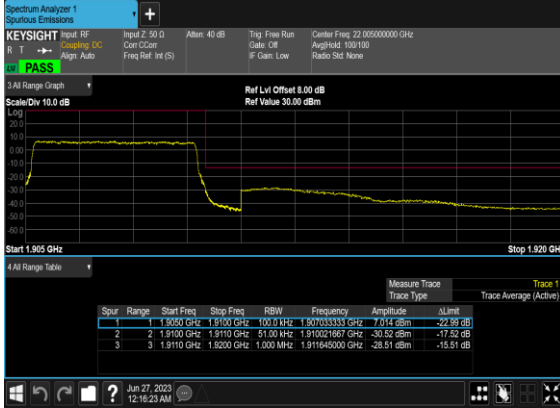 Spectrum Analyzer 1
Spurious Emissions
+
KEYSIGHT Input: RF Input Z: 50 Ω Atten: 40 dB Trig: Free Run Center Freq: 22.005000000 GHz
R T Coupling: DC Corr CCorr Gate: Off Avg|Hold: 100/100
Align: Auto Freq Ref: Int (S) IF Gain: Low Radio Std: None
LXI PASS
3 All Range Graph
Ref Lvl Offset 8.00 dB
Scale/Div 10.0 dB Ref Value 30.00 dBm
Log
20.0
10.0
0.00
-10.0
-20.0
-30.0
-40.0
-50.0
-60.0
Start 1.905 GHz Stop 1.920 GH
4 All Range Table
Measure Trace Trace 1
Trace Type Trace Average (Active)
Spur Range Start Freq Stop Freq RBW Frequency Amplitude ΔLimit
1 1 1.9050 GHz 1.9100 GHz 100.0 kHz 1.907033333 GHz 7.014 dBm -22.99 dB
2 2 1.9100 GHz 1.9110 GHz 51.00 kHz 1.910021667 GHz -30.52 dBm -17.52 dB
3 3 1.9110 GHz 1.9200 GHz 1.000 MHz 1.911645000 GHz -28.51 dBm -15.51 dB
? Jun 27, 2023
12:16:23 AM